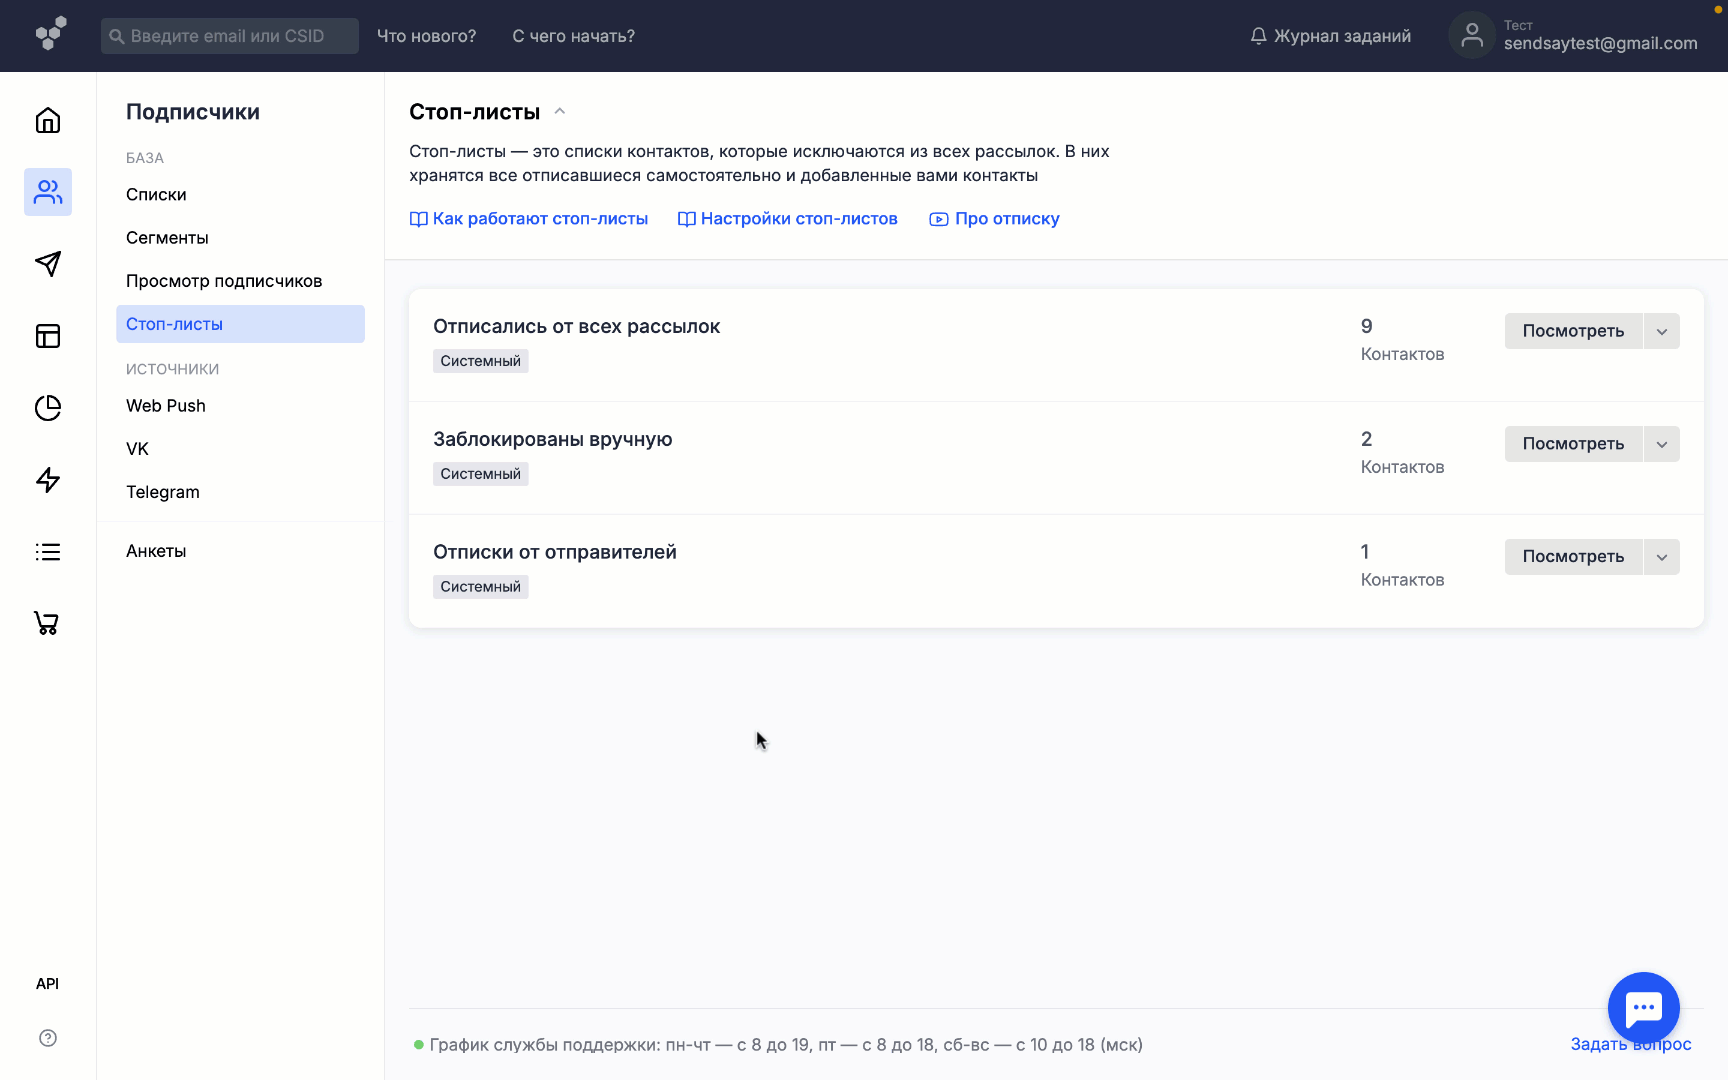 Введите email или CSID
Что нового?
С чего начать?
Журнал заданий
Тест
sendsaytest@gmail.com
Подписчики
БАЗА
Списки
Сегменты
Просмотр подписчиков
Стоп-листы
ИСТОЧНИКИ
Web Push
VK
Telegram
Анкеты
API
Стоп-листы
Стоп-листы — это списки контактов, которые исключаются из всех рассылок. В них
хранятся все отписавшиеся самостоятельно и добавленные вами контакты
Как работают стоп-листы
Настройки стоп-листов
Про отписку
Отписались от всех рассылок
Системный
9
Контактов
Посмотреть
Заблокированы вручную
Системный
2
Контактов
Посмотреть
Отписки от отправителей
Системный
1
Контактов
Посмотреть
График службы поддержки: пн-чт — с 8 до 19, пт — с 8 до 18, сб-вс — с 10 до 18 (мск)
Задать вопрос